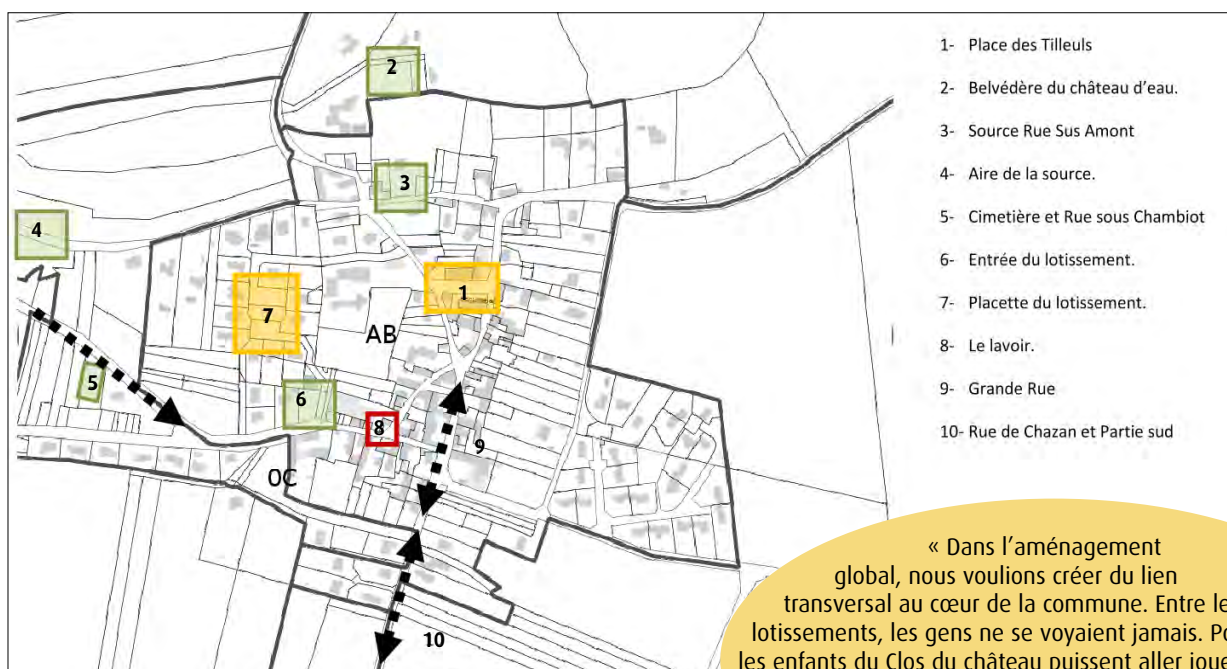 1- Place des Tilleuls
2- Belvédère du château d'eau.
3- Source Rue Sus Amont
4- Aire de la source.
5- Cimetière et Rue sous Chambiot
6- Entrée du lotissement.
7- Placette du lotissement.
8- Le lavoir.
9- Grande Rue
10- Rue de Chazan et Partie sud
2
3
4
1
7
AB
5
6
8
9
OC
10
« Dans l'aménagement
global, nous voulions créer du lien
transversal au cœur de la commune. Entre
lotissements, les gens ne se voyaient jamais.
les enfants du Clos du château puissent aller